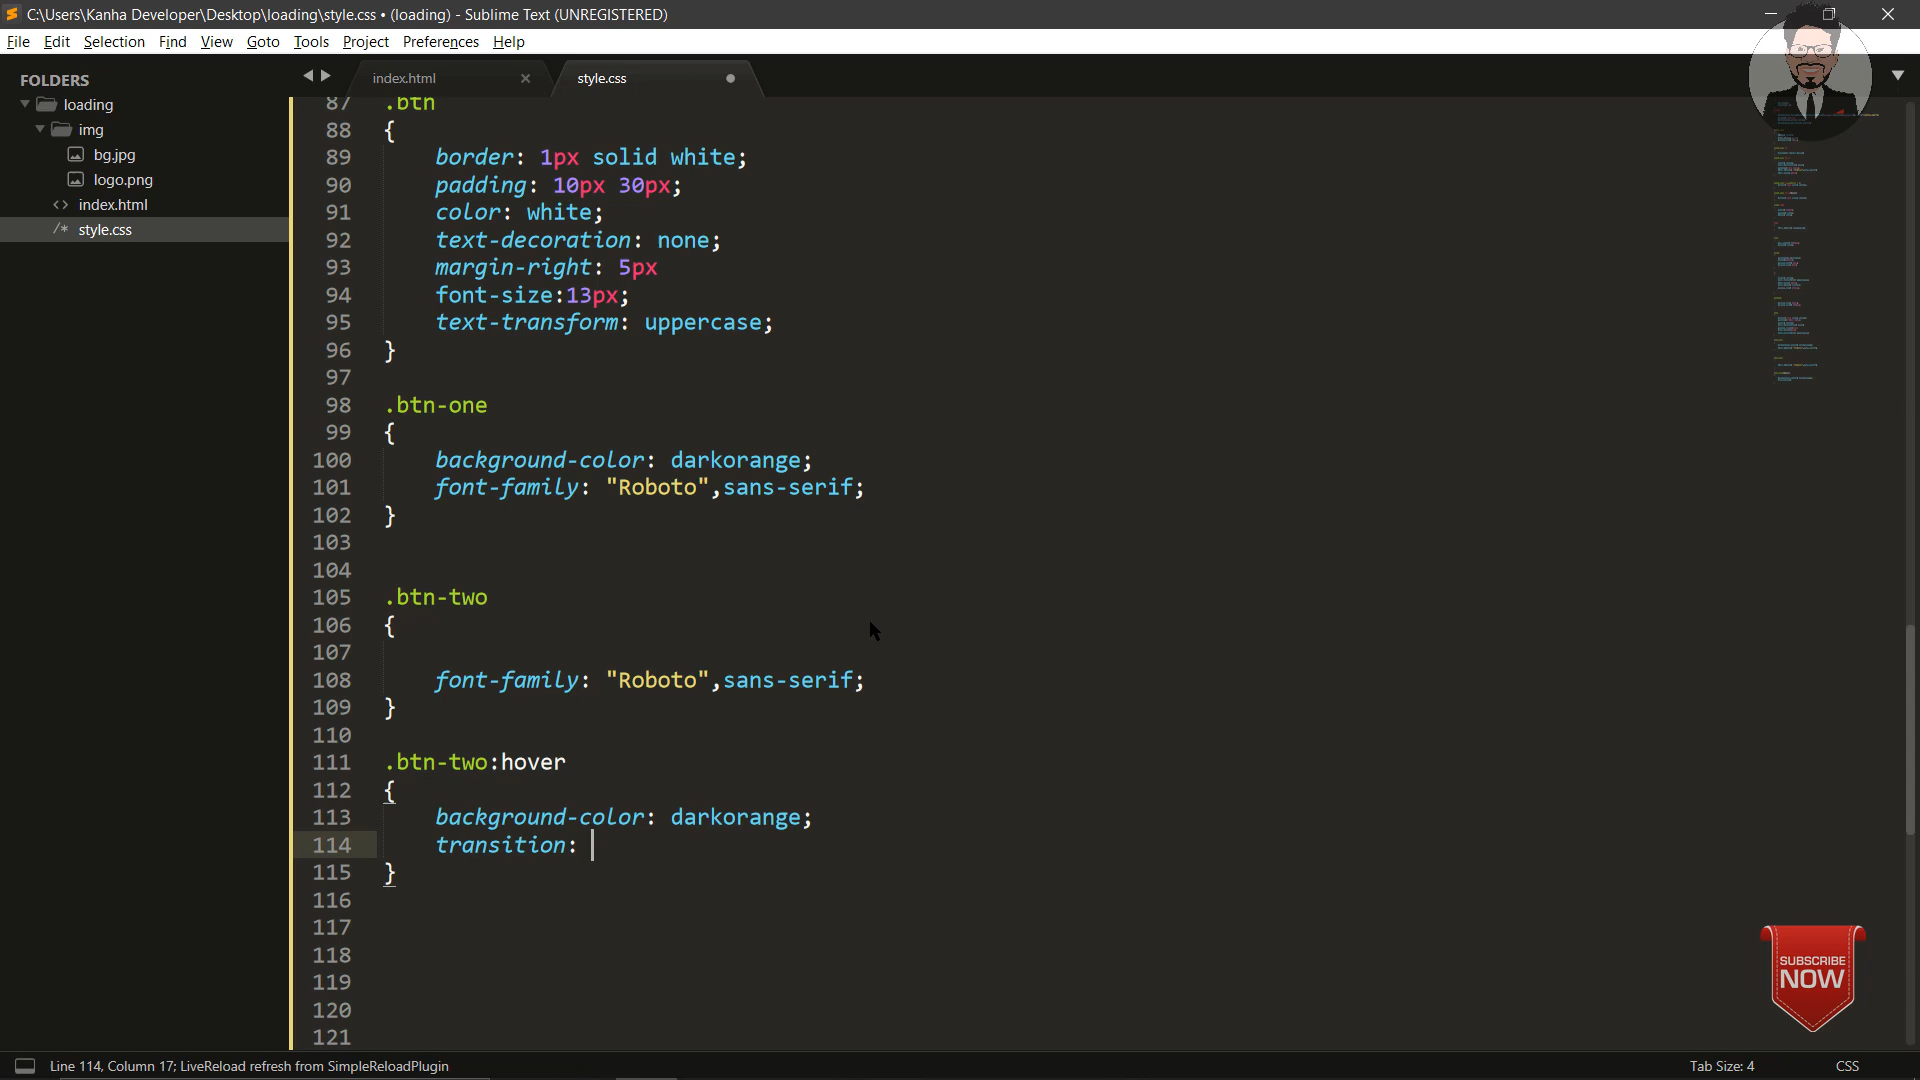 C:\Users\Kanha Developer\Desktop\loading\style.css • (loading) - Sublime Text (UNREGISTERED)
File Edit Selection Find View Goto Tools Project Preferences Help
FOLDERS
loading
img
bg.jpg
logo.png
<> index.html
/* style.css
index.html
style.css
87 .btn
88 {
89 border: 1px solid white;
90 padding: 10px 30px;
91 color: white;
92 text-decoration: none;
93 margin-right: 5px
94 font-size:13px;
95 text-transform: uppercase;
96 }
97
98 .btn-one
99 {
100 background-color: darkorange;
101 font-family: "Roboto",sans-serif;
102 }
103
104
105 .btn-two
106 {
107
108 font-family: "Roboto",sans-serif;
109 }
110
111 .btn-two:hover
112 {
113 background-color: darkorange;
114 transition:
115 }
116
117
118
119
120
121
SUBSCRIBE
NOW
Line 114, Column 17; LiveReload refresh from SimpleReloadPlugin
Tab Size: 4
CSS